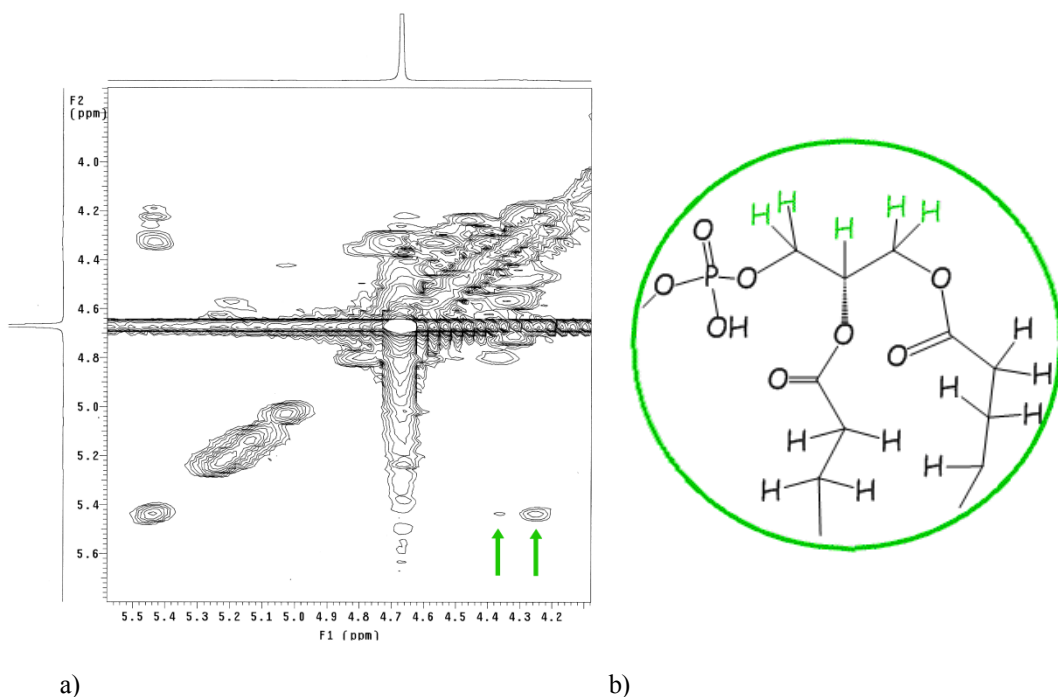 F2
(ppm)
4.0
4.2
4.4
4.6
4.8
5.0
5.2
5.4
5.6
5.5 5.4 5.3 5.2 5.1 5.0 4.9 4.8 4.7 4.6 4.5 4.4 4.3 4.2
F1 (ppm)
H H H H H
O
O P O O
OH O O
O
H H H H
H H
H H H
a) b)